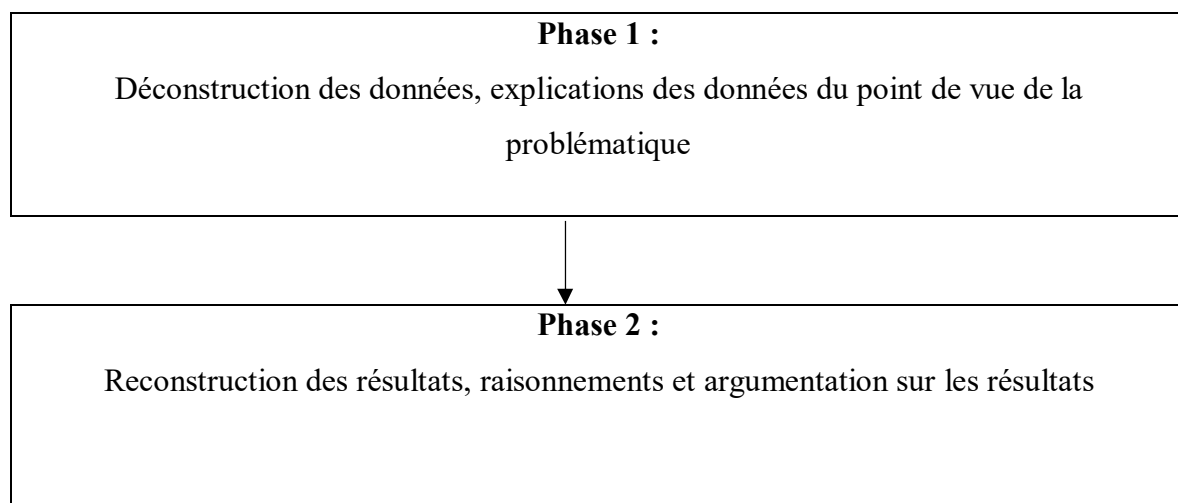 Phase 1 :
Déconstruction des données, explications des données du point de vue de la
problématique
Phase 2 :
Reconstruction des résultats, raisonnements et argumentation sur les résultats